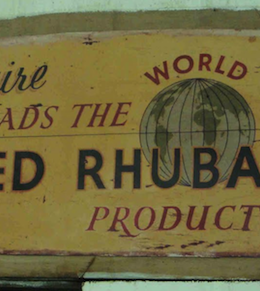 ire
WORLD
ADS THE
ED RHUBA
PRODUCT